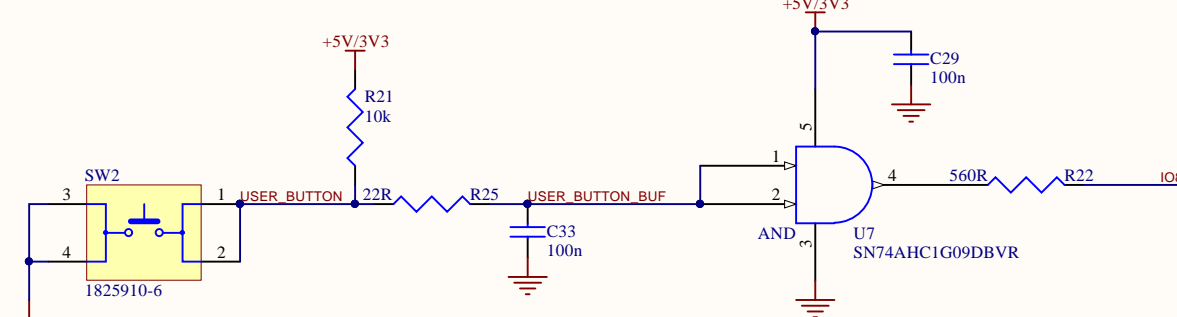 +5V/3V3
+5V/3V3
C29
100n
R21
10k
5
1
SW2
3
1
USER_BUTTON
22R
R25
USER_BUTTON_BUF
2
4
560R
R22
C33
100n
AND
3
U7
SN74AHC1G09DBVR
4
2
1825910-6